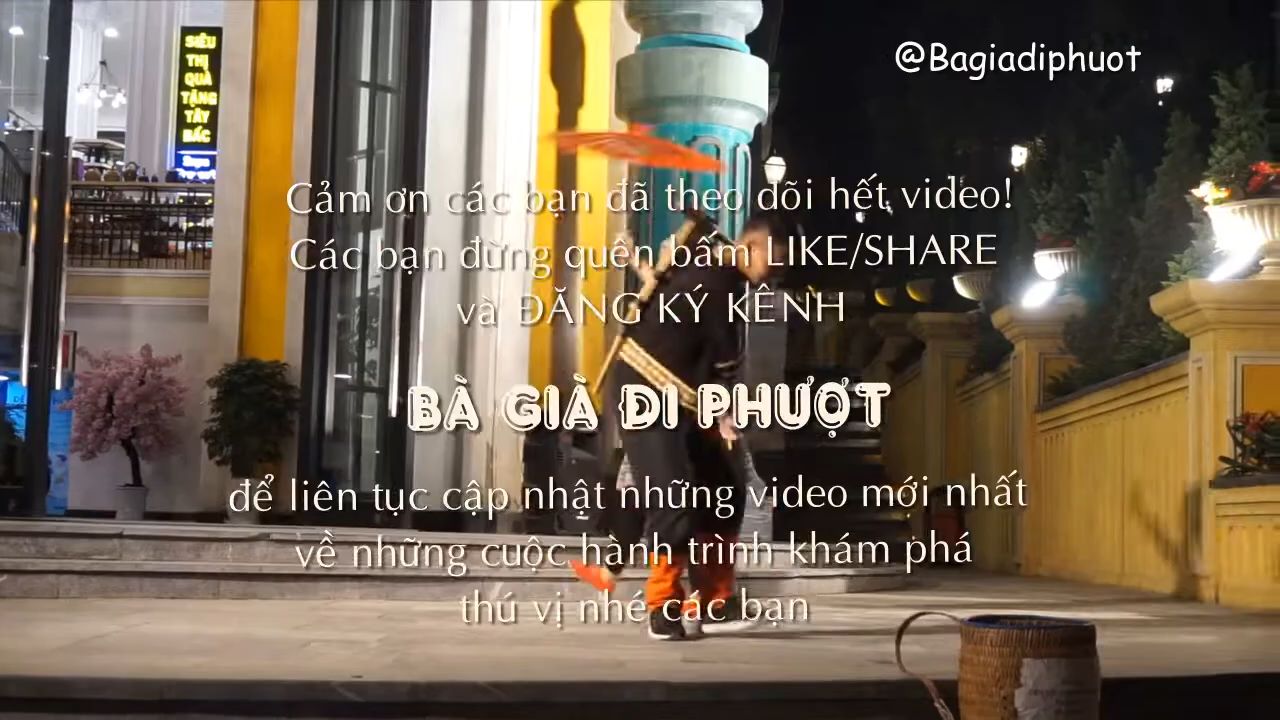 @Bagiadiphuot
SIÊU
THỊ
QUÀ
TẶNG
TÂY
BẮC
Cảm ơn các bạn đã theo dõi hết video!
Các bạn đừng quên bấm LIKE/SHARE
và ĐĂNG KÝ KÊNH
BÀ GIÀ ĐI PHƯỢT
để liên tục cập nhật những video mới nhất
về những cuộc hành trình khám phá
thú vị nhé các bạn